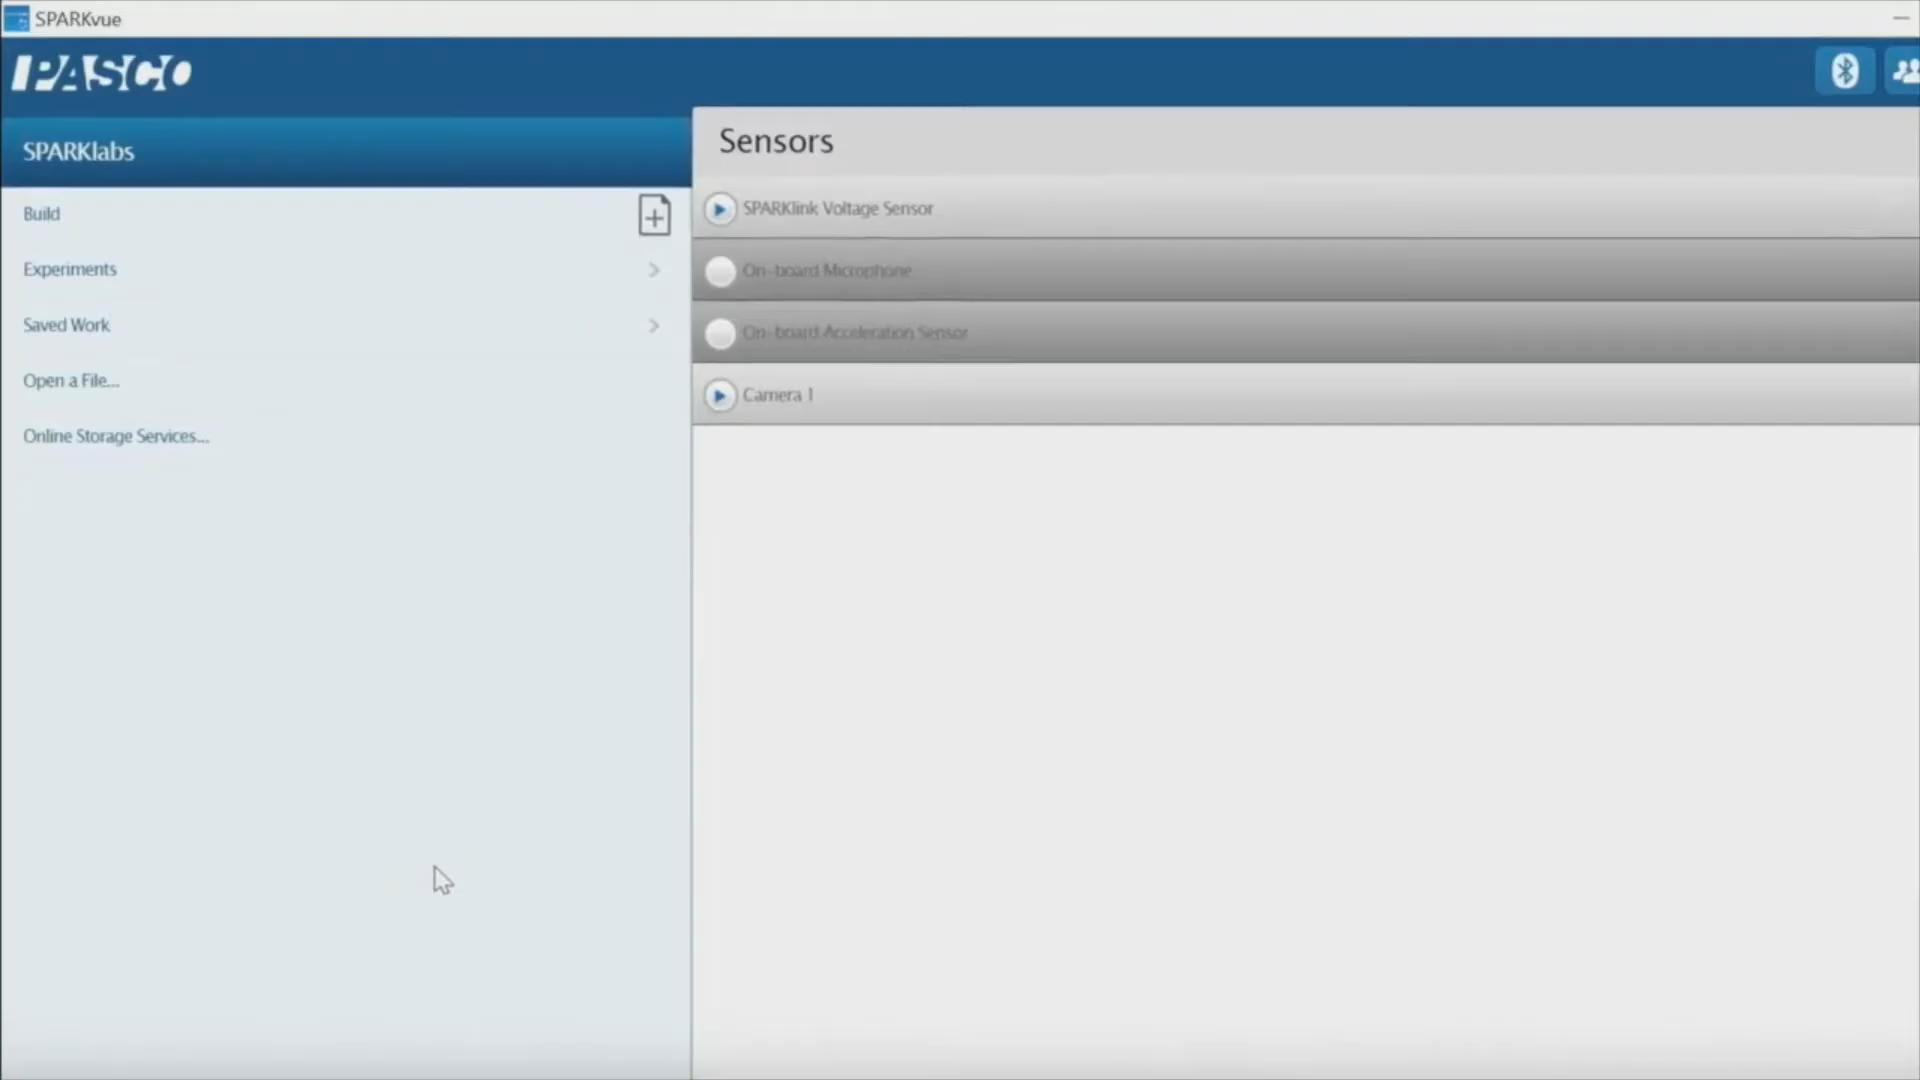 SPARKvue
PASCO
SPARKlabs
Build
Experiments
Saved Work
Open a File...
Online Storage Services...
Sensors
SPARKlink Voltage Sensor
On-board Microphone
On-board Acceleration Sensor
Camera 1